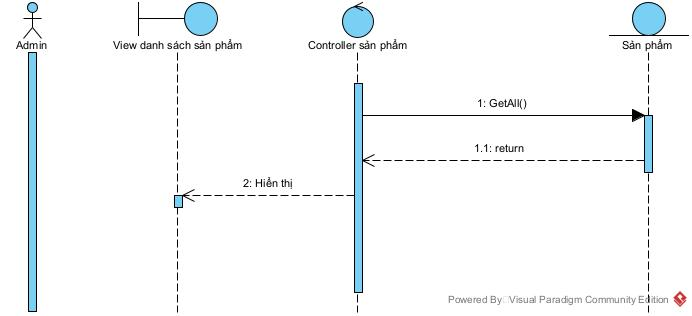 Admin
View danh sách sản phẩm
Controller sản phẩm
Sản phẩm
1: GetAll()
1.1: return
2: Hiển thị
Powered By Visual Paradigm Community Edition